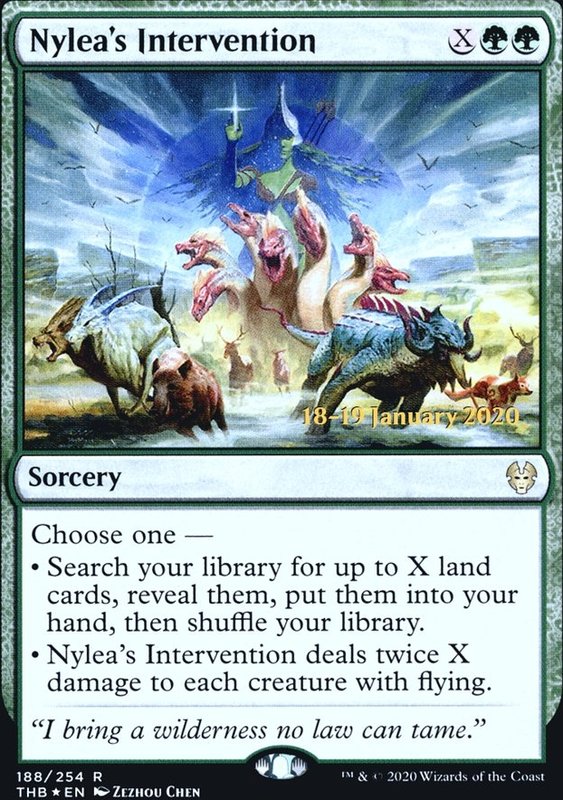 Nylea's Intervention X
18–19 January 2020
Sorcery
Choose one —
• Search your library for up to X land
cards, reveal them, put them into your
hand, then shuffle your library.
• Nylea's Intervention deals twice X
damage to each creature with flying.
“I bring a wilderness no law can tame.”
188/254 R
THB★EN Zezhou Chen
™ & © 2020 Wizards of the Coast